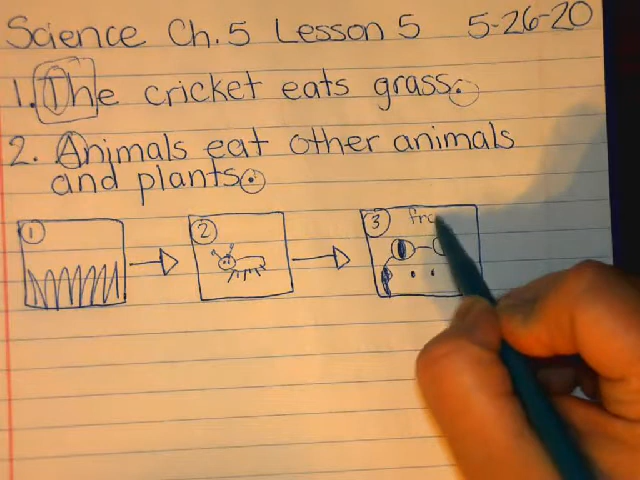 Science Ch.5 Lesson 5 5-26-20
1. The cricket eats grass.
2. Animals eat other animals
and plants.
1 2 3 fro